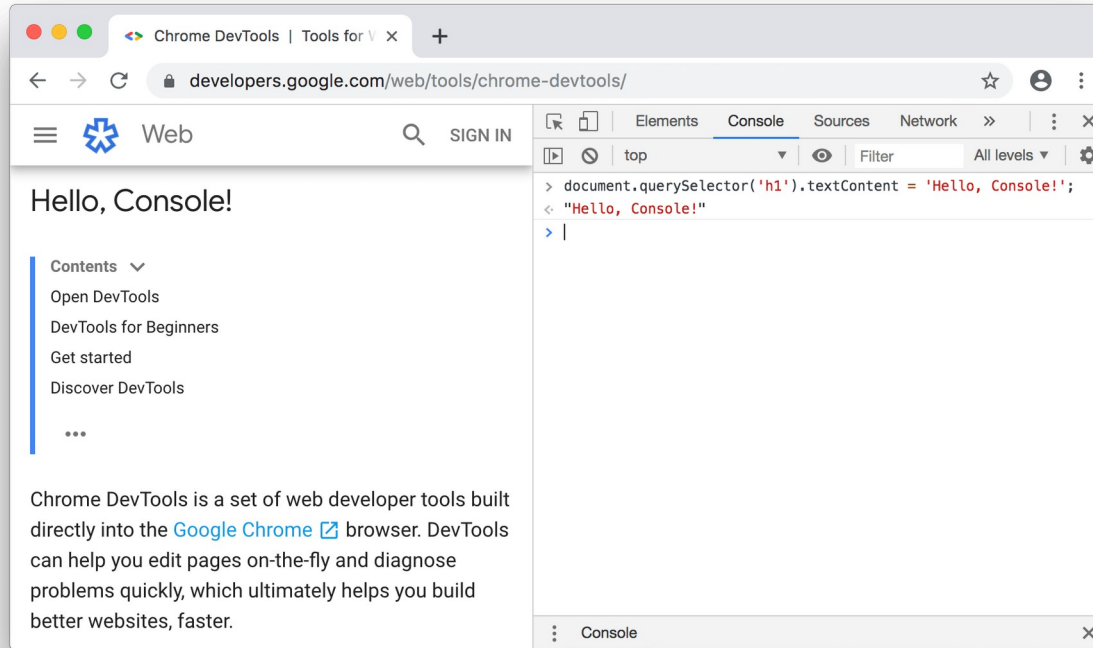 Chrome DevTools | Tools for
developers.google.com/web/tools/chrome-devtools/
Web
SIGN IN
Hello, Console!
Contents
Open DevTools
DevTools for Beginners
Get started
Discover DevTools
•••
Chrome DevTools is a set of web developer tools built
directly into the Google Chrome browser. DevTools
can help you edit pages on-the-fly and diagnose
problems quickly, which ultimately helps you build
better websites, faster.
Elements Console Sources Network »
top Filter All levels ▼
> document.querySelector('h1').textContent = 'Hello, Console!';
"Hello, Console!"
>
Console